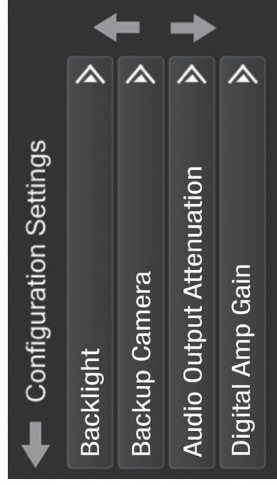 Configuration Settings
Backlight
Backup Camera
Audio Output Attenuation
Digital Amp Gain